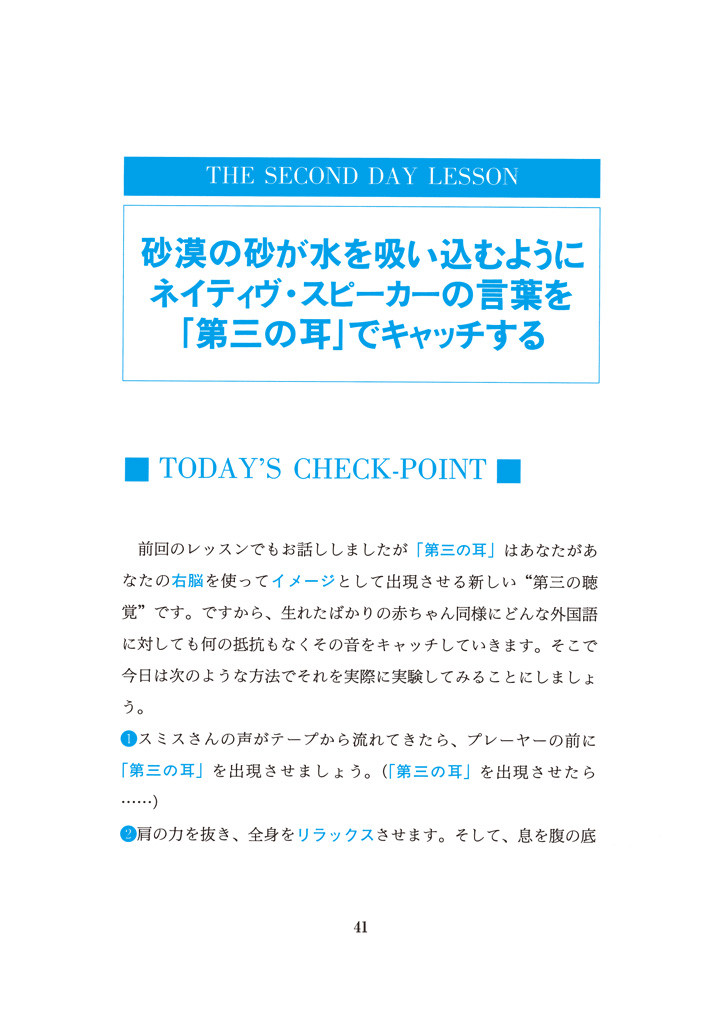 THE SECOND DAY LESSON
砂漠の砂が水を吸い込むように
ネイティヴ・スピーカーの言葉を
「第三の耳」でキャッチする
■ TODAY'S CHECK-POINT ■
前回のレッスンでもお話ししましたが「第三の耳」はあなたがあ
なたの右脳を使ってイメージとして出現させる新しい“第三の聴
覚”です。ですから、生れたばかりの赤ちゃん同様にどんな外国語
に対しても何の抵抗もなくその音をキャッチしていきます。そこで
今日は次のような方法でそれを実際に実験してみることにしましょ
う。
❶スミスさんの声がテープから流れてきたら、プレーヤーの前に
「第三の耳」を出現させましょう。(「第三の耳」を出現させたら
……)
❷肩の力を抜き、全身をリラックスさせます。そして、息を腹の底
41